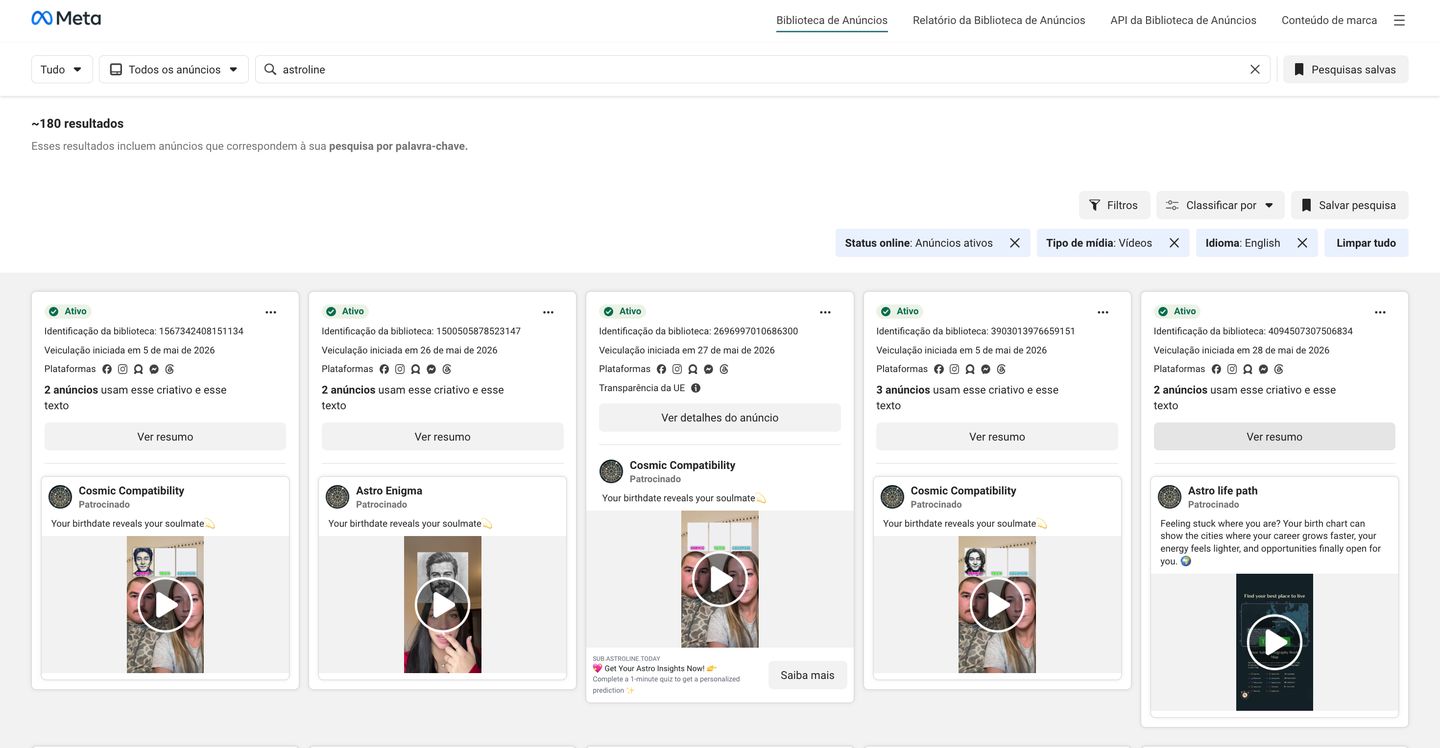 Meta
Biblioteca de Anúncios
Relatório da Biblioteca de Anúncios
API da Biblioteca de Anúncios
Conteúdo de marca
Tudo
Todos os anúncios
astroline
Pesquisas salvas
~180 resultados
Esses resultados incluem anúncios que correspondem à sua pesquisa por palavra-chave.
Filtros
Classificar por
Salvar pesquisa
Status online: Anúncios ativos
Tipo de mídia: Vídeos
Idioma: English
Limpar tudo
Ativo
Identificação da biblioteca: 1567342408151134
Veiculação iniciada em 5 de mai de 2026
Plataformas
2 anúncios usam esse criativo e esse
texto
Ver resumo
Cosmic Compatibility
Patrocinado
Your birthdate reveals your soulmate💫
Ativo
Identificação da biblioteca: 1500505878523147
Veiculação iniciada em 26 de mai de 2026
Plataformas
2 anúncios usam esse criativo e esse
texto
Ver resumo
Astro Enigma
Patrocinado
Your birthdate reveals your soulmate💫
Ativo
Identificação da biblioteca: 2696997010686300
Veiculação iniciada em 27 de mai de 2026
Plataformas
Transparência da UE
Ver detalhes do anúncio
Cosmic Compatibility
Patrocinado
Your birthdate reveals your soulmate💫
SUB.ASTROLINE.TODAY
💖 Get Your Astro Insights Now! 🫴
Complete a 1-minute quiz to get a personalized
prediction ✨
Saiba mais
Ativo
Identificação da biblioteca: 3903013976659151
Veiculação iniciada em 5 de mai de 2026
Plataformas
3 anúncios usam esse criativo e esse
texto
Ver resumo
Cosmic Compatibility
Patrocinado
Your birthdate reveals your soulmate💫
Ativo
Identificação da biblioteca: 4094507307506834
Veiculação iniciada em 28 de mai de 2026
Plataformas
2 anúncios usam esse criativo e esse
texto
Ver resumo
Astro life path
Patrocinado
Feeling stuck where you are? Your birth chart can
show the cities where your career grows faster, your
energy feels lighter, and opportunities finally open for
you. 🌍
Find your best place to live